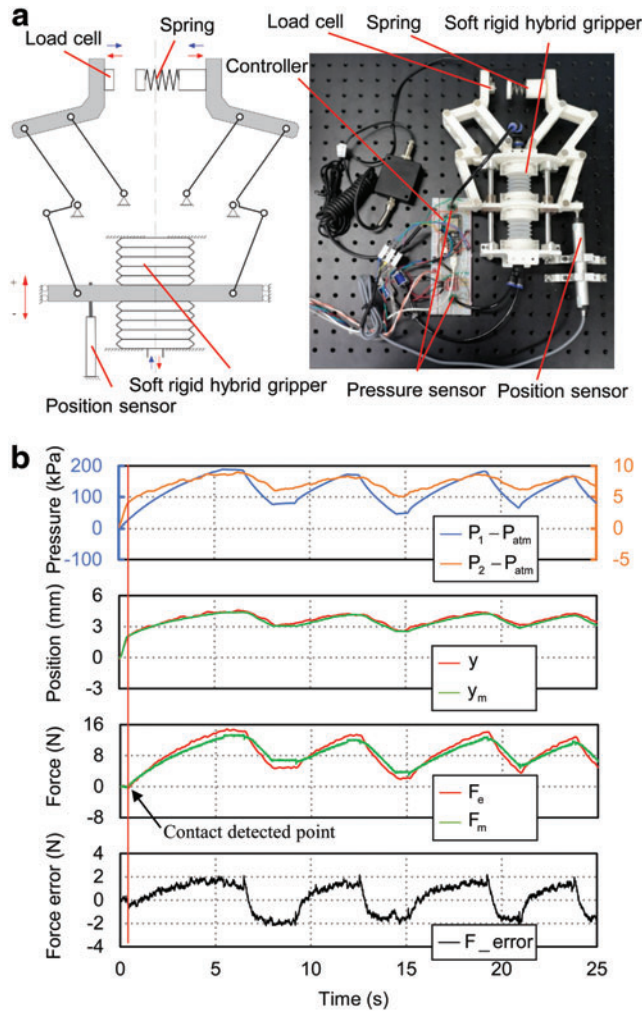 a
Load cell
Spring
Load cell
Spring
Soft rigid hybrid gripper
Controller
+
-
Soft rigid hybrid gripper
Position sensor
Pressure sensor
Position sensor
b
Pressure (kPa)
200
100
0
-100
10
5
0
-5
P₁ – Pₐₜₘ
P₂ – Pₐₜₘ
Position (mm)
6
3
0
-3
y
yₘ
Force (N)
16
8
0
-8
Contact detected point
Fₑ
Fₘ
Force error (N)
4
2
0
-2
-4
F_error
0 5 10 15 20 25
Time (s)